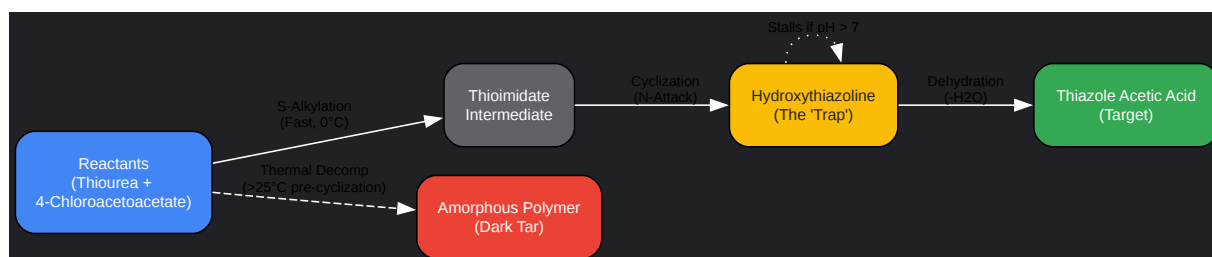 Reactants
(Thiourea +
4-Chloroacetoacetate)
S-Alkylation
(Fast, 0°C)
Thermal Decomp
(>25°C pre-cyclization)
Thioimidate
Intermediate
Amorphous Polymer
(Dark Tar)
Cyclization
(N-Attack)
Stalls if pH > 7
Hydroxythiazoline
(The 'Trap')
Dehydration
(-H2O)
Thiazole Acetic Acid
(Target)